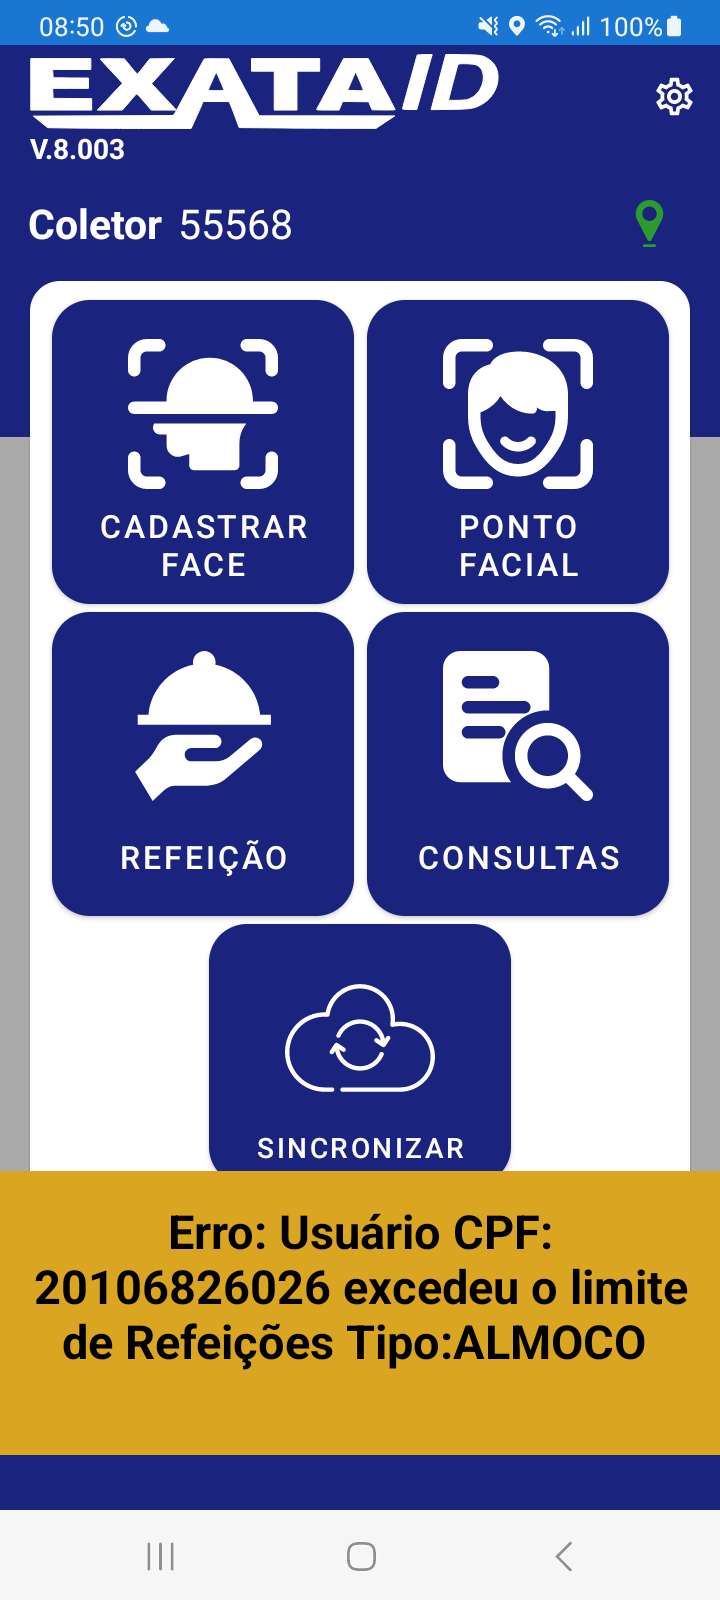 08:50
100%
EXATA ID
V.8.003
Coletor 55568
CADASTRAR
FACE
PONTO
FACIAL
REFEIÇÃO
CONSULTAS
SINCRONIZAR
Erro: Usuário CPF:
20106826026 excedeu o limite
de Refeições Tipo:ALMOCO